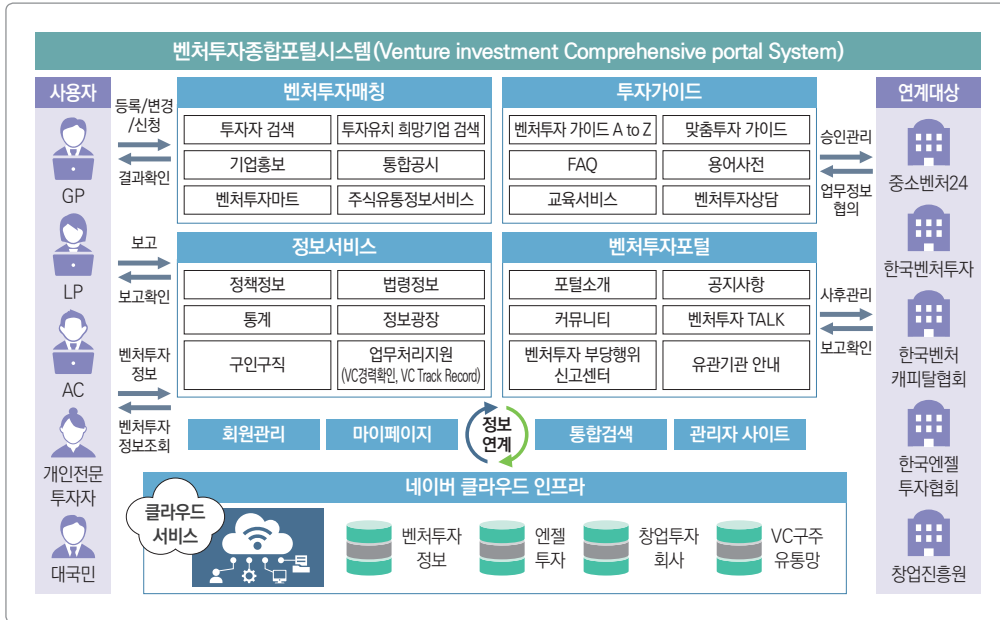 벤처투자종합포털시스템(Venture investment Comprehensive portal System)
사용자
GP
LP
AC
개인전문
투자자
대국민
등록/변경
/신청
결과확인
보고
보고확인
벤처투자
정보
벤처투자
정보조회
벤처투자매칭
투자자 검색
투자유치 희망기업 검색
기업홍보
통합공시
벤처투자마트
주식유통정보서비스
투자가이드
벤처투자 가이드 A to Z
맞춤투자 가이드
FAQ
용어사전
교육서비스
벤처투자상담
정보서비스
정책정보
법령정보
통계
정보광장
구인구직
업무처리지원
(VC경력확인, VC Track Record)
벤처투자포털
포털소개
공지사항
커뮤니티
벤처투자 TALK
벤처투자 부당행위
신고센터
유관기관 안내
회원관리
마이페이지
정보
연계
통합검색
관리자 사이트
네이버 클라우드 인프라
클라우드
서비스
벤처투자
정보
엔젤
투자
창업투자
회사
VC구주
유통망
승인관리
업무정보
협의
사후관리
보고확인
연계대상
중소벤처24
한국벤처투자
한국벤처
캐피탈협회
한국엔젤
투자협회
창업진흥원